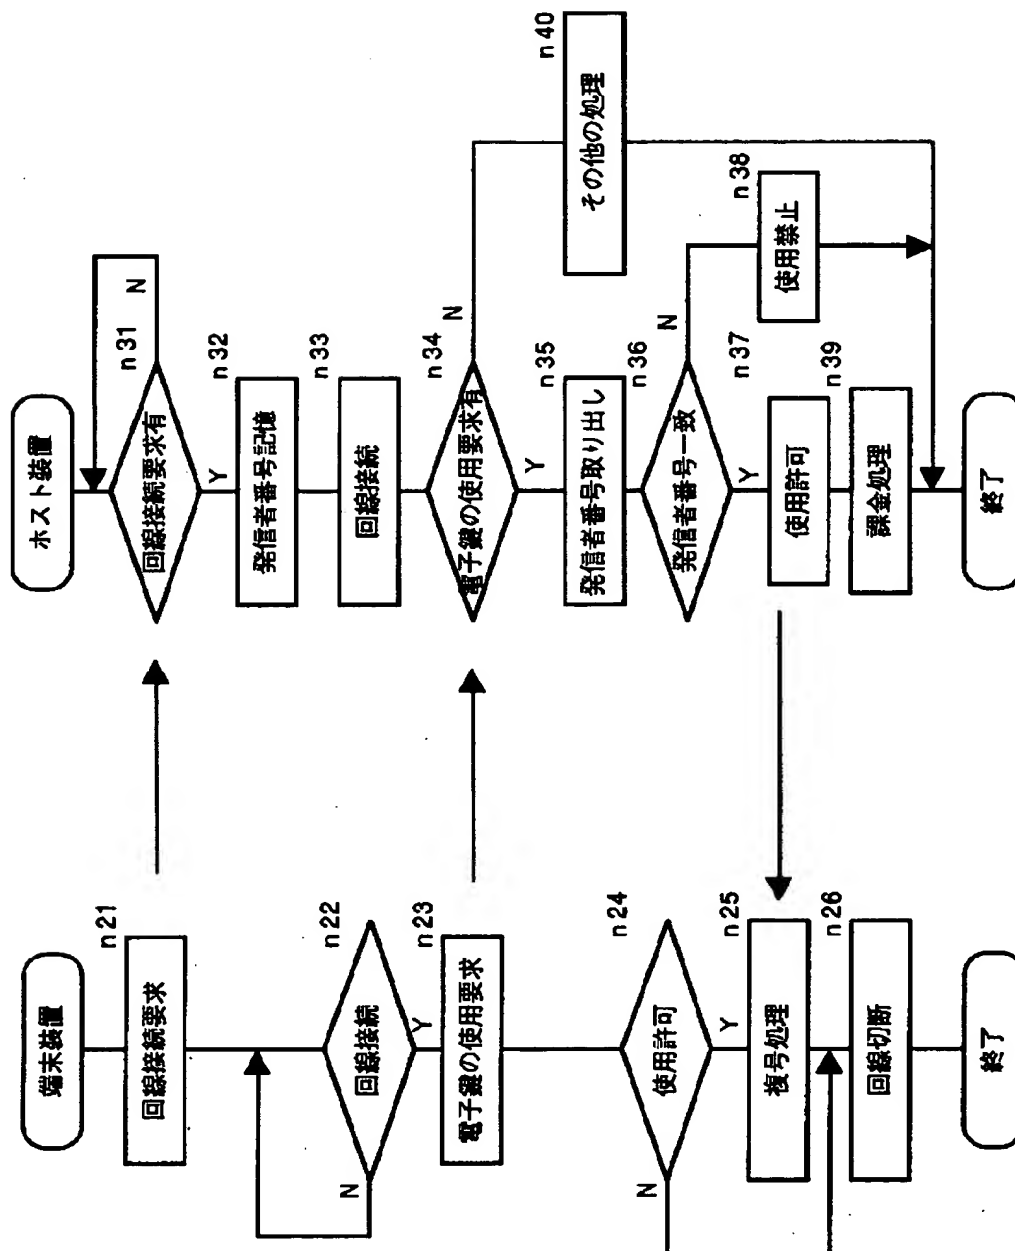 端末装置
n21
回線接続要求
n22
回線接続
N
Y
n23
電子鍵の使用要求
n24
使用許可
N
Y
n25
複号処理
n26
回線切断
終了
ホスト装置
n31
回線接続要求有
N
Y
n32
発信者番号記憶
n33
回線接続
n34
電子鍵の使用要求有
N
Y
n35
発信者番号取り出し
n36
発信者番号一致
N
Y
n37
使用許可
n38
使用禁止
n39
課金処理
n40
その他の処理
終了